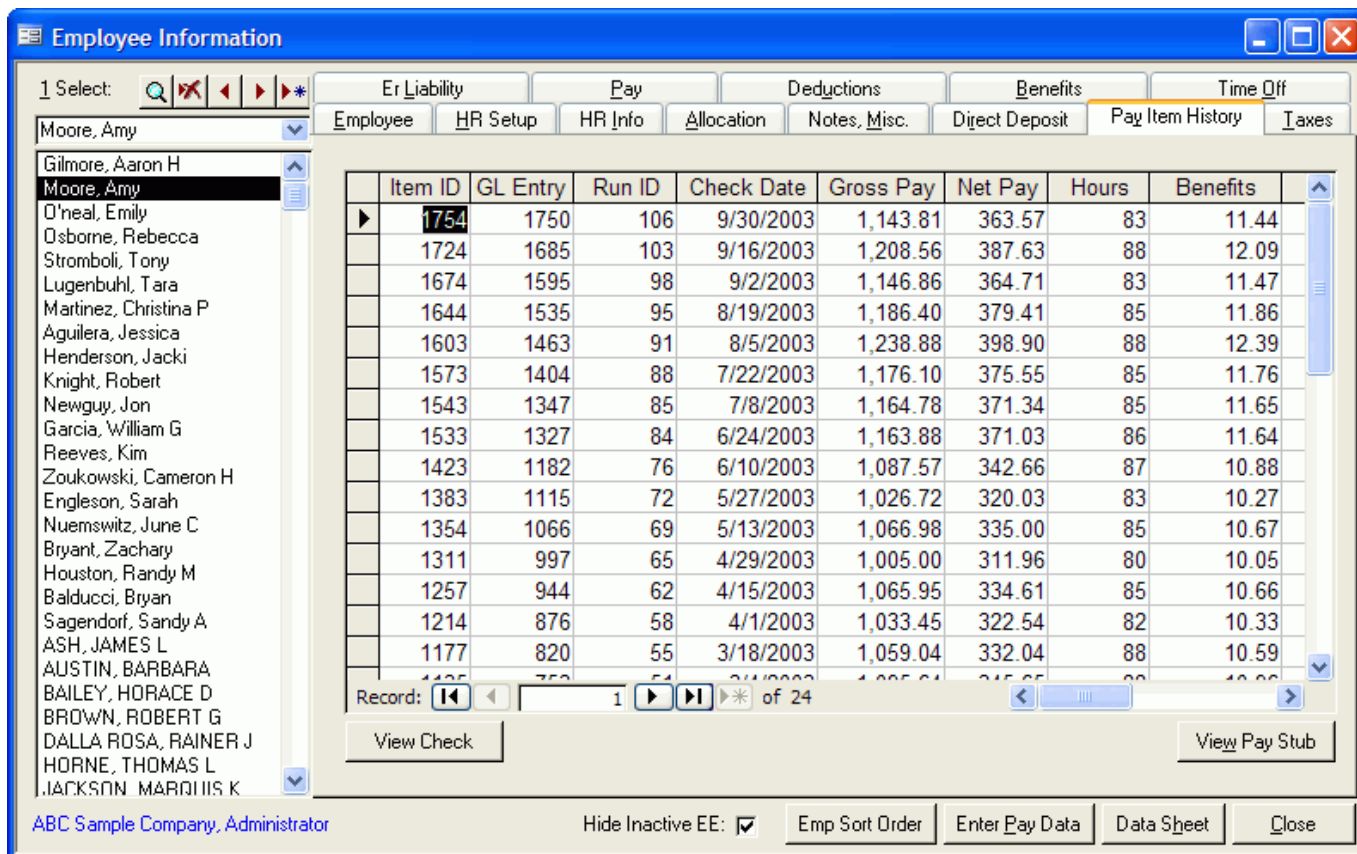 Employee Information
1 Select:
Moore, Amy
Gilmore, Aaron H
Moore, Amy
O'neal, Emily
Osborne, Rebecca
Stromboli, Tony
Lugenbuhl, Tara
Martinez, Christina P
Aguilera, Jessica
Henderson, Jacki
Knight, Robert
Newguy, Jon
Garcia, William G
Reeves, Kim
Zoukowski, Cameron H
Engleson, Sarah
Nuemswitz, June C
Bryant, Zachary
Houston, Randy M
Balducci, Bryan
Sagendorf, Sandy A
ASH, JAMES L
AUSTIN, BARBARA
BAILEY, HORACE D
BROWN, ROBERT G
DALLA ROSA, RAINER J
HORNE, THOMAS L
JACKSON, MARQUIS K
Er Liability Pay Deductions Benefits Time Off
Employee HR Setup HR Info Allocation Notes, Misc. Direct Deposit Pay Item History Taxes
Item ID GL Entry Run ID Check Date Gross Pay Net Pay Hours Benefits
1754 1750 106 9/30/2003 1,143.81 363.57 83 11.44
1724 1685 103 9/16/2003 1,208.56 387.63 88 12.09
1674 1595 98 9/2/2003 1,146.86 364.71 83 11.47
1644 1535 95 8/19/2003 1,186.40 379.41 85 11.86
1603 1463 91 8/5/2003 1,238.88 398.90 88 12.39
1573 1404 88 7/22/2003 1,176.10 375.55 85 11.76
1543 1347 85 7/8/2003 1,164.78 371.34 85 11.65
1533 1327 84 6/24/2003 1,163.88 371.03 86 11.64
1423 1182 76 6/10/2003 1,087.57 342.66 87 10.88
1383 1115 72 5/27/2003 1,026.72 320.03 83 10.27
1354 1066 69 5/13/2003 1,066.98 335.00 85 10.67
1311 997 65 4/29/2003 1,005.00 311.96 80 10.05
1257 944 62 4/15/2003 1,065.95 334.61 85 10.66
1214 876 58 4/1/2003 1,033.45 322.54 82 10.33
1177 820 55 3/18/2003 1,059.04 332.04 88 10.59
Record: 1 of 24
View Check View Pay Stub
ABC Sample Company, Administrator Hide Inactive EE: Emp Sort Order Enter Pay Data Data Sheet Close